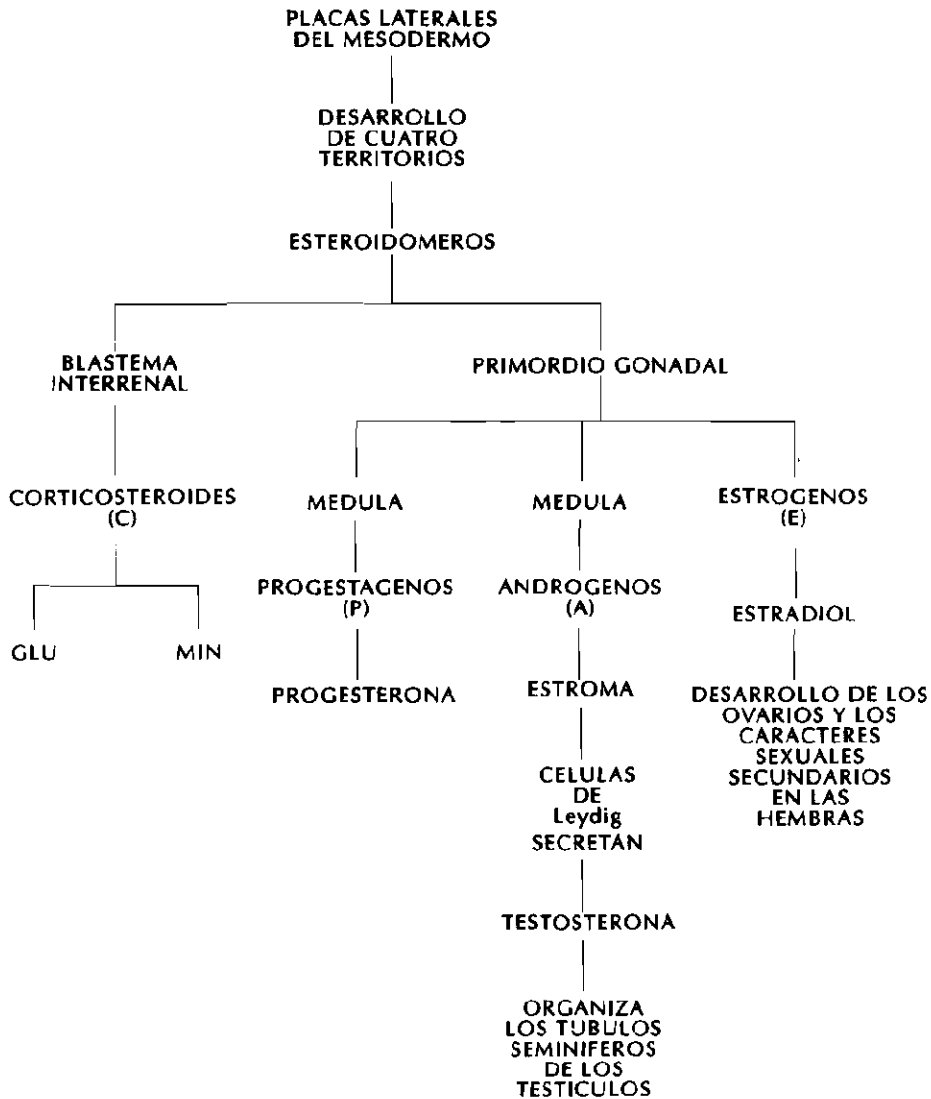 PLACAS LATERALES
DEL MESODERMO
DESARROLLO
DE CUATRO
TERRITORIOS
ESTEROIDOMEROS
BLASTEMA
INTERRENAL
PRIMORDIO GONADAL
CORTICOSTEROIDES
(C)
MEDULA
MEDULA
ESTROGENOS
(E)
GLU
MIN
PROGESTAGENOS
(P)
ANDROGENOS
(A)
ESTRADIOL
PROGESTERONA
ESTROMA
DESARROLLO DE LOS
OVARIOS Y LOS
CARACTERES
SEXUALES
SECUNDARIOS
EN LAS
HEMBRAS
CELULAS
DE
Leydig
SECRETAN
TESTOSTERONA
ORGANIZA
LOS TUBULOS
SEMINIFEROS
DE LOS
TESTICULOS